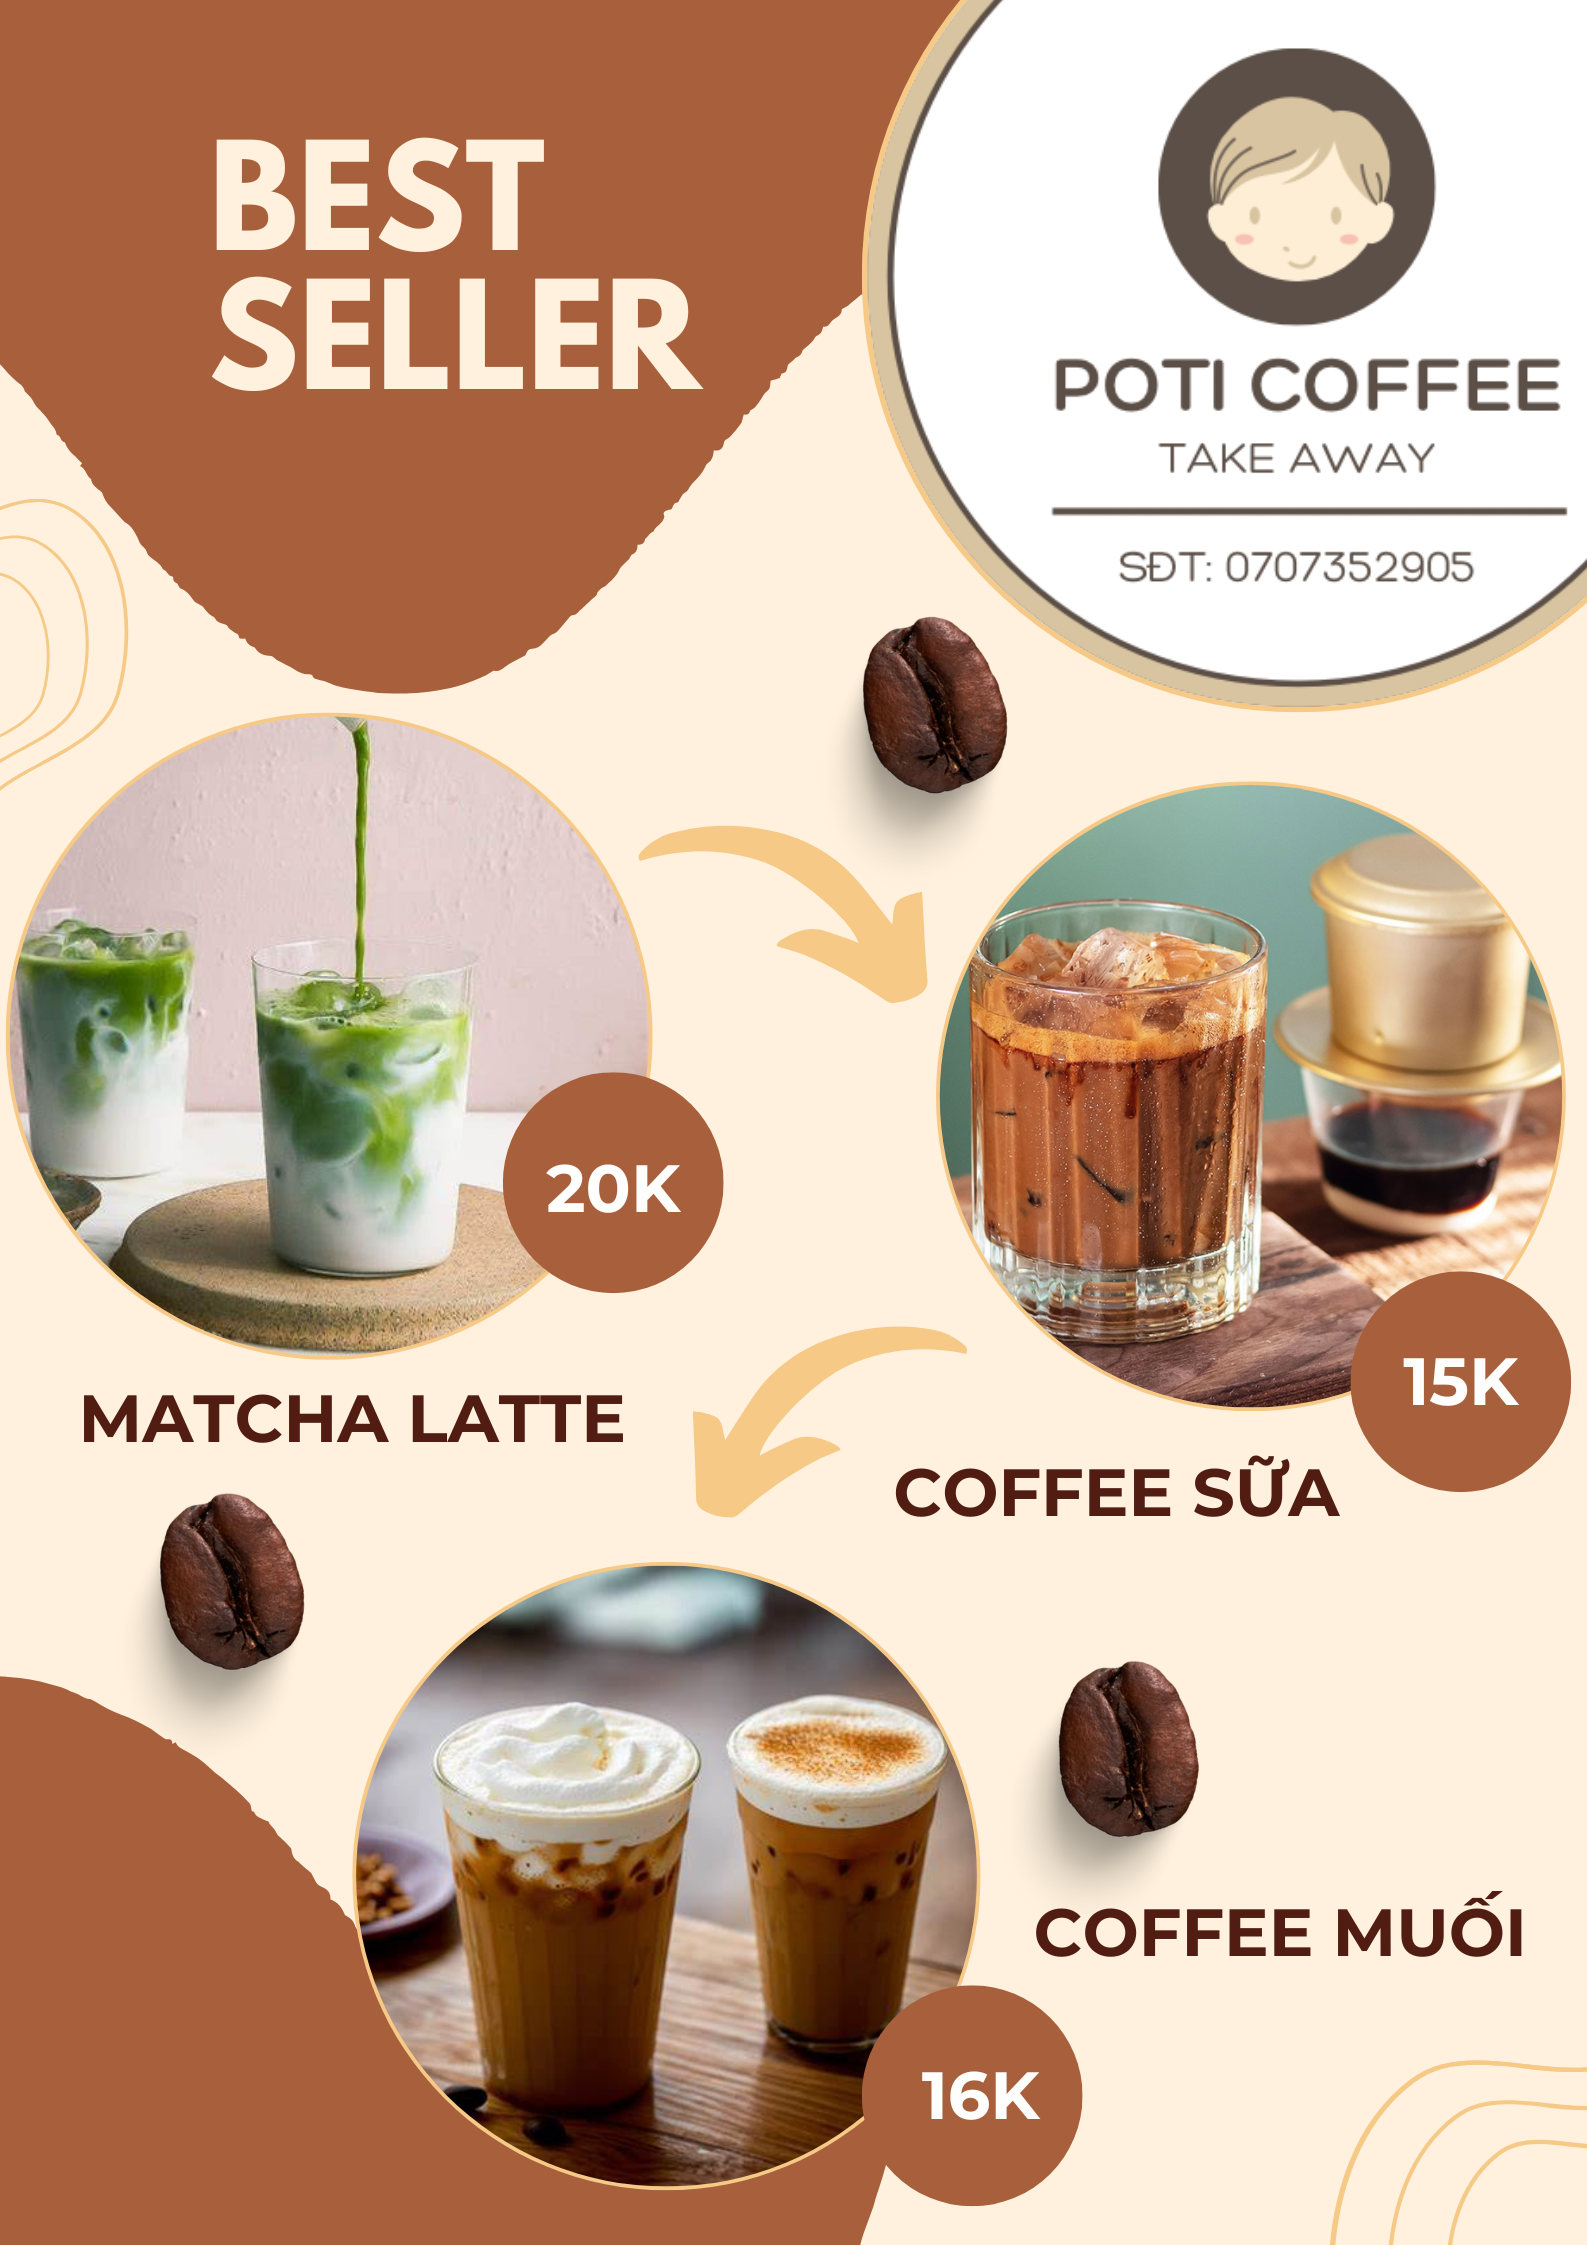 BEST
SELLER
POTI COFFEE
TAKE AWAY
SĐT: 0707352905
20K
MATCHA LATTE
15K
COFFEE SỮA
COFFEE MUỐI
16K